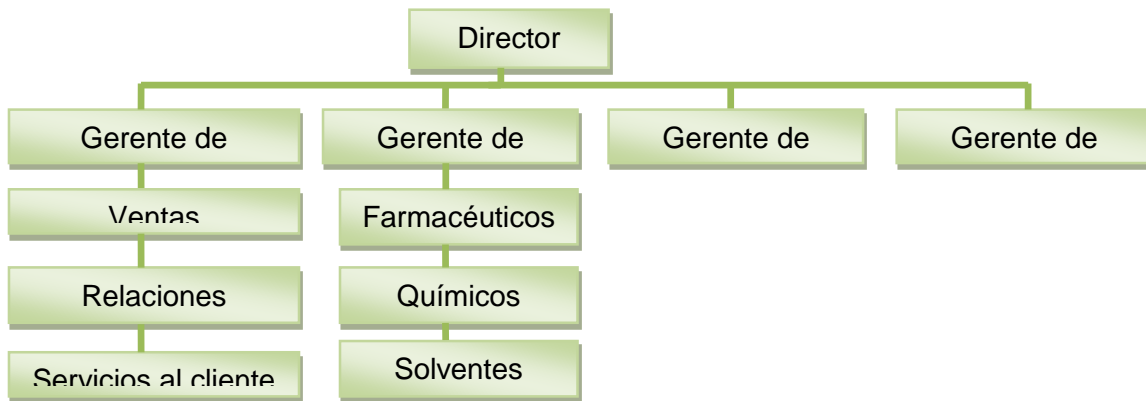 Director
Gerente de
Gerente de
Gerente de
Gerente de
Ventas
Farmacéuticos
Relaciones
Químicos
Servicios al cliente
Solventes